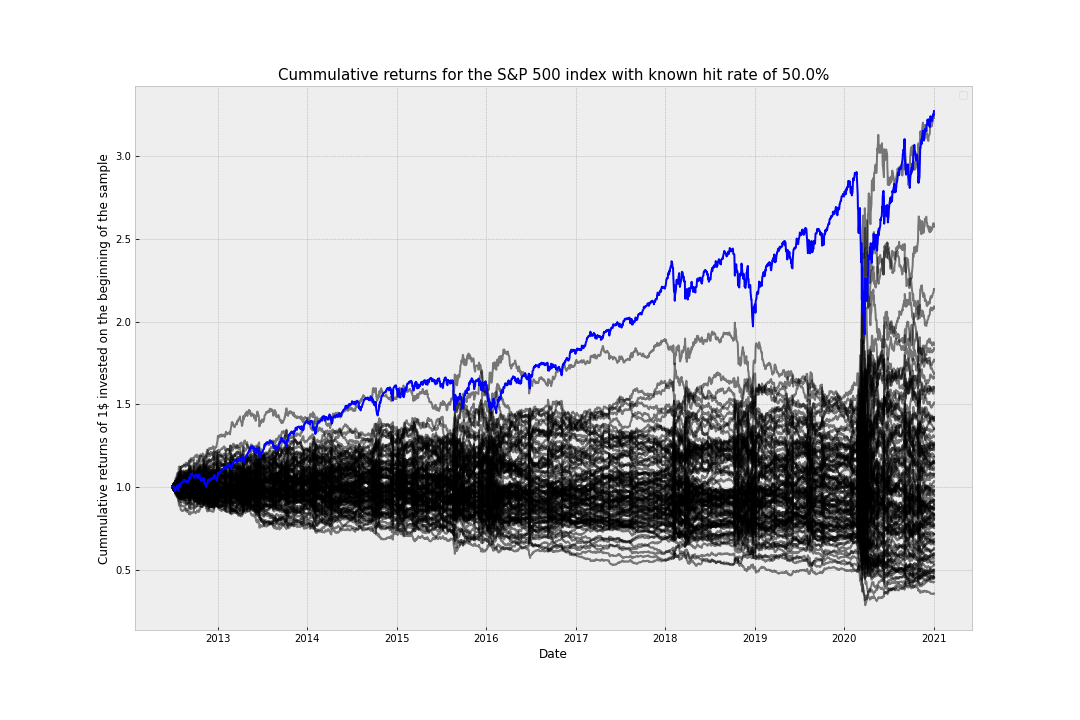 Cummulative returns for the S&P 500 index with known hit rate of 50.0%
Cummulative returns of 1$ invested on the beginning of the sample
3.0
2.5
2.0
1.5
1.0
0.5
2013 2014 2015 2016 2017 2018 2019 2020 2021
Date